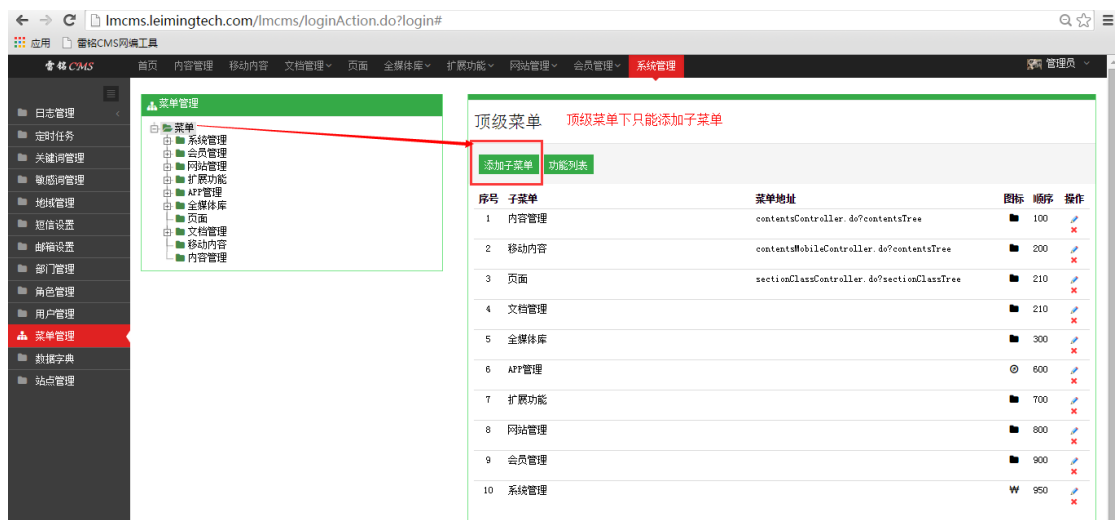 lmcms.leimingtech.com/lmcms/loginAction.do?login#
应用 雷铭CMS网编工具
雷铭CMS 首页 内容管理 移动内容 文档管理 页面 全媒体库 扩展功能 网站管理 会员管理 系统管理 管理员
日志管理
定时任务
关键词管理
敏感词管理
地域管理
短信设置
邮箱设置
部门管理
角色管理
用户管理
菜单管理
数据字典
站点管理
菜单管理
菜单
系统管理
会员管理
网站管理
扩展功能
APP管理
全媒体库
页面
文档管理
移动内容
内容管理
顶级菜单 顶级菜单下只能添加子菜单
添加子菜单 功能列表
序号 子菜单 菜单地址 图标 顺序 操作
1 内容管理 contentsController.do?contentsTree 100
2 移动内容 contentsMobileController.do?contentsTree 200
3 页面 sectionClassController.do?sectionClassTree 210
4 文档管理 210
5 全媒体库 300
6 APP管理 600
7 扩展功能 700
8 网站管理 800
9 会员管理 900
10 系统管理 950